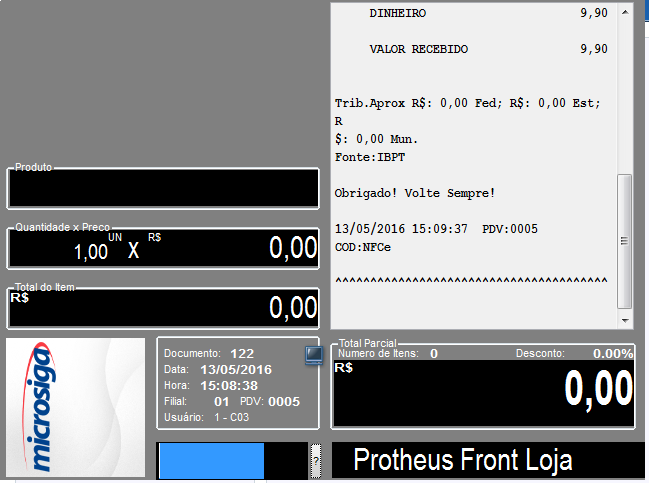 DINHEIRO 9,90
VALOR RECEBIDO 9,90
Trib.Aprox R$: 0,00 Fed; R$: 0,00 Est;
R
$: 0,00 Mun.
Fonte:IBPT
Obrigado! Volte Sempre!
13/05/2016 15:09:37 PDV:0005
COD:NFCe
^^^^^^^^^^^^^^^^^^^^^^^^^^^^^^^^^^^^^^^
Produto
Quantidade x Preço
1,00 UN X R$ 0,00
Total do Item
R$ 0,00
microsiga
Documento: 122
Data: 13/05/2016
Hora: 15:08:38
Filial: 01 PDV: 0005
Usuário: 1 - C03
?
Total Parcial
Numero de Itens: 0 Desconto: 0.00%
R$ 0,00
Protheus Front Loja